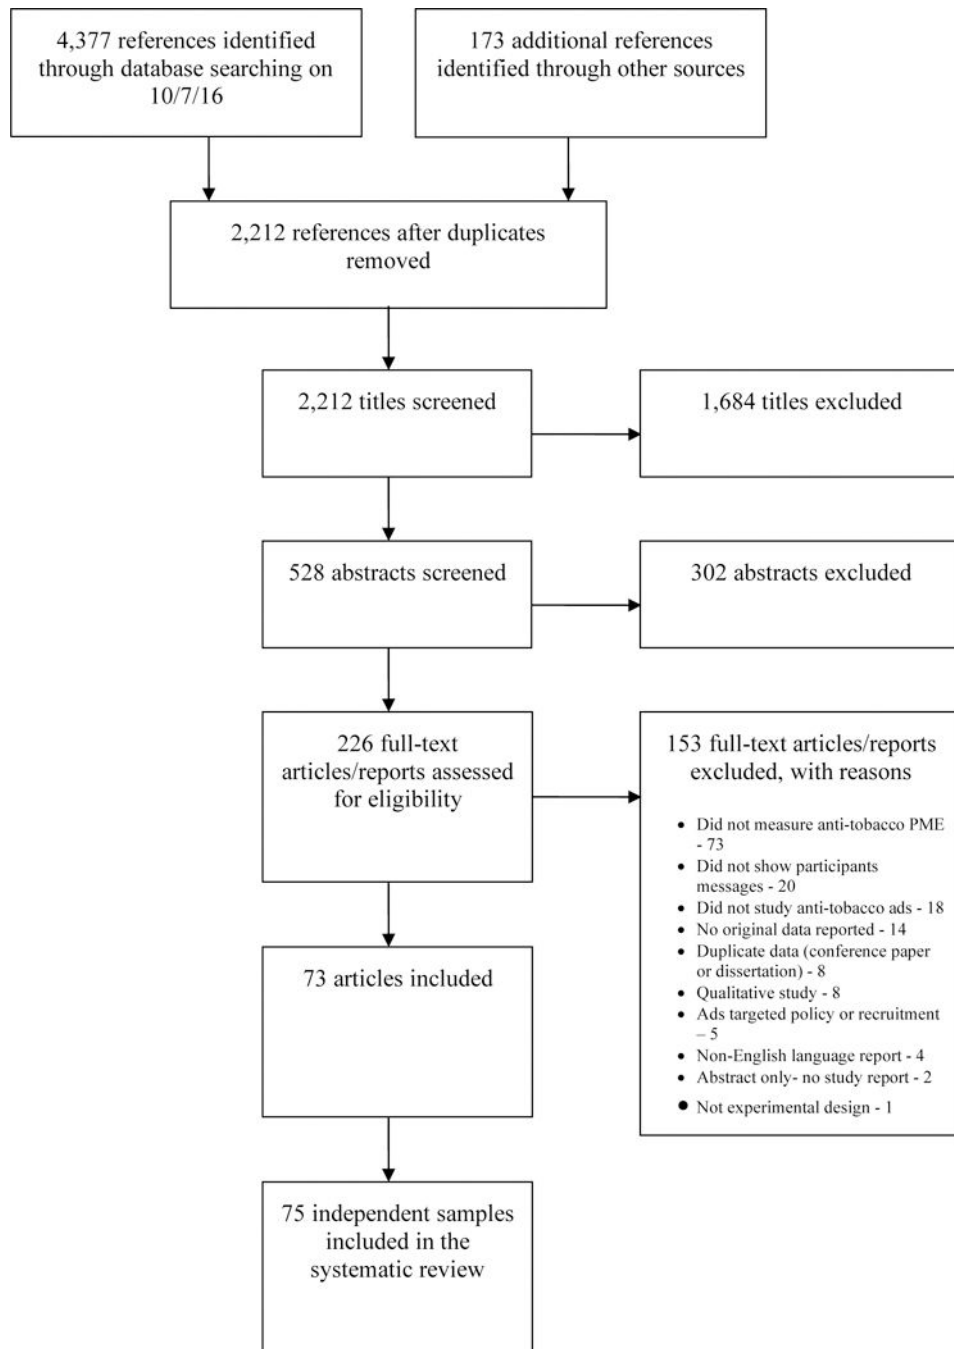 4,377 references identified
through database searching on
10/7/16
173 additional references
identified through other sources
2,212 references after duplicates
removed
2,212 titles screened
1,684 titles excluded
528 abstracts screened
302 abstracts excluded
226 full-text
articles/reports assessed
for eligibility
153 full-text articles/reports
excluded, with reasons
• Did not measure anti-tobacco PME
- 73
• Did not show participants
messages - 20
• Did not study anti-tobacco ads - 18
• No original data reported - 14
• Duplicate data (conference paper
or dissertation) - 8
• Qualitative study - 8
• Ads targeted policy or recruitment
– 5
• Non-English language report - 4
• Abstract only- no study report - 2
• Not experimental design - 1
73 articles included
75 independent samples
included in the
systematic review